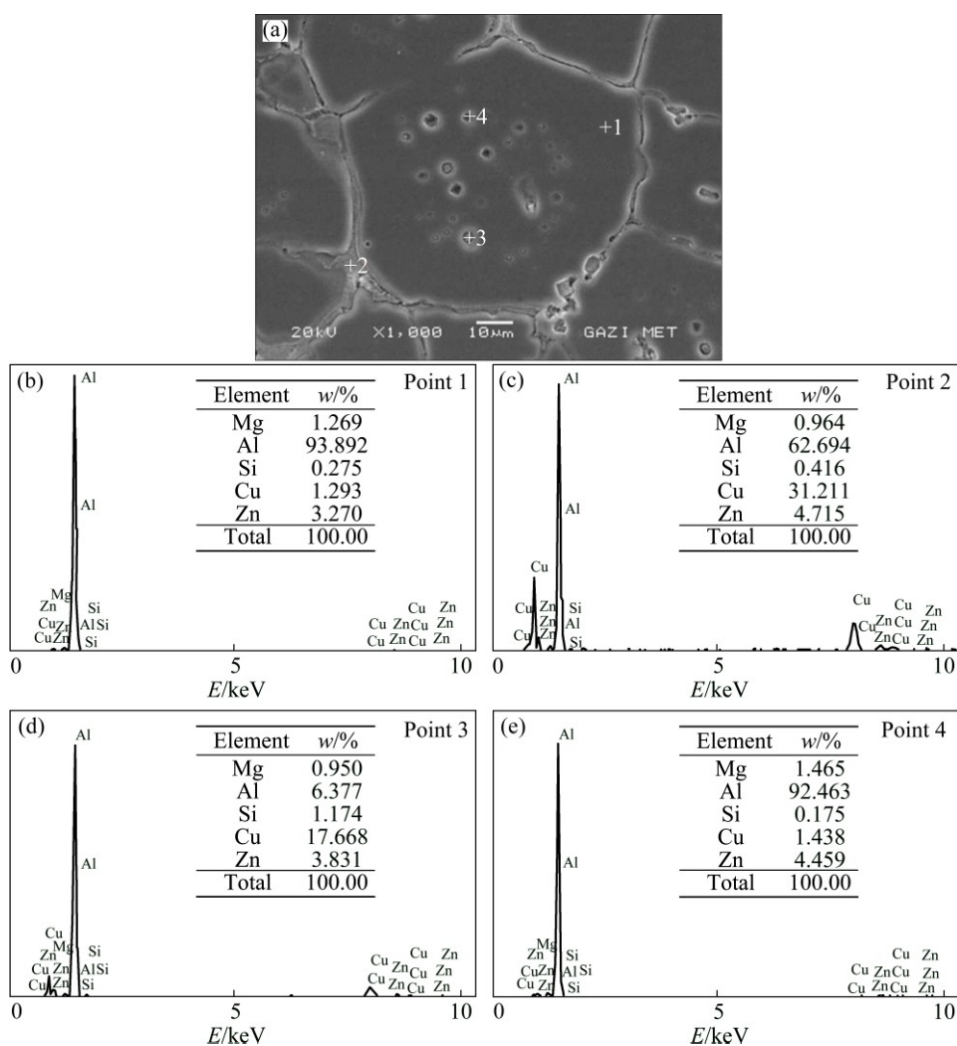 (a)
+4
+1
+3
+2
20kV X1,000 10μm GAZI MET
(b) Al Point 1
Element w/%
Mg 1.269
Al 93.892
Si 0.275
Cu 1.293
Zn 3.270
Total 100.00
Al
Mg
Zn Si
Cu Zn Al Si
Cu Zn Si
Cu Zn
Cu Zn Cu Zn
Cu Zn Cu Zn
0 5 10
E/keV
(c) Al Point 2
Element w/%
Mg 0.964
Al 62.694
Si 0.416
Cu 31.211
Zn 4.715
Total 100.00
Al
Cu
Cu Zn Si
Zn Al
Cu Zn Si
Cu Cu Zn
Cu Zn Cu Zn
Zn Cu Zn
0 5 10
E/keV
(d) Al Point 3
Element w/%
Mg 0.950
Al 6.377
Si 1.174
Cu 17.668
Zn 3.831
Total 100.00
Al
Cu
Zn Mg Si
Cu Zn Al Si
Cu Zn Si
Cu Zn
Cu Zn Cu Zn
Cu Cu Zn
0 5 10
E/keV
(e) Al Point 4
Element w/%
Mg 1.465
Al 92.463
Si 0.175
Cu 1.438
Zn 4.459
Total 100.00
Al
Zn Mg Si
Cu Zn Al Si
Cu Zn Si
Cu Zn
Cu Zn Cu Zn
Cu Zn Cu Zn
0 5 10
E/keV